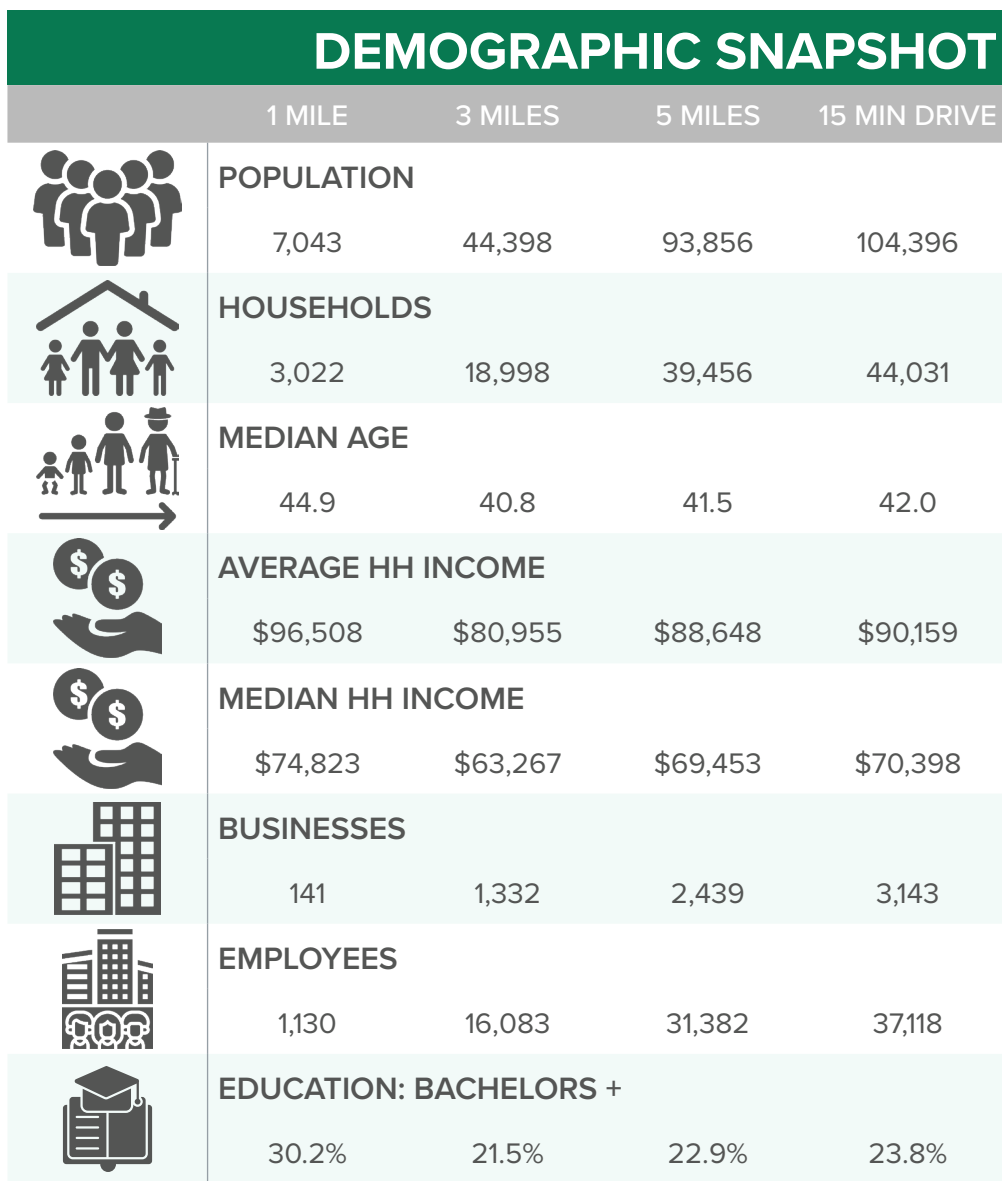 DEMOGRAPHIC SNAPSHOT
1 MILE 3 MILES 5 MILES 15 MIN DRIVE
POPULATION
7,043 44,398 93,856 104,396
HOUSEHOLDS
3,022 18,998 39,456 44,031
MEDIAN AGE
44.9 40.8 41.5 42.0
$ $
AVERAGE HH INCOME
$96,508 $80,955 $88,648 $90,159
$ $
MEDIAN HH INCOME
$74,823 $63,267 $69,453 $70,398
BUSINESSES
141 1,332 2,439 3,143
EMPLOYEES
1,130 16,083 31,382 37,118
EDUCATION: BACHELORS +
30.2% 21.5% 22.9% 23.8%